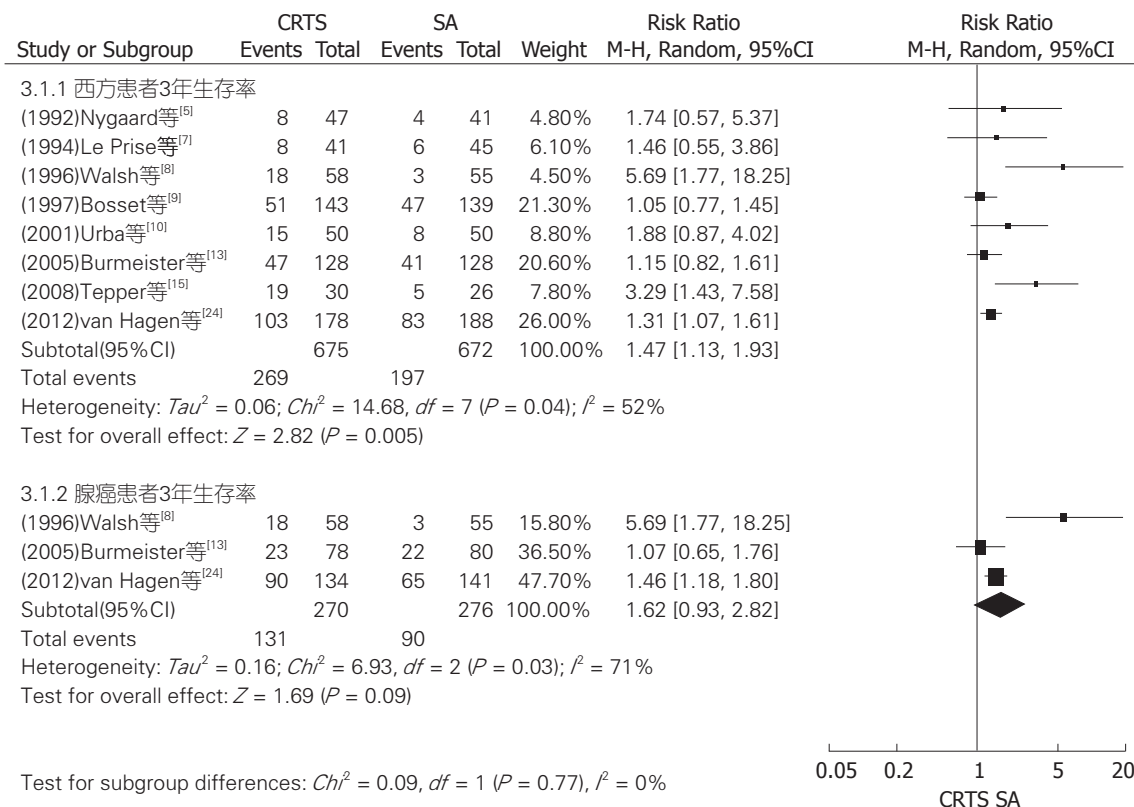 CRTS SA Risk Ratio Risk Ratio
Study or Subgroup Events Total Events Total Weight M-H, Random, 95%CI M-H, Random, 95%CI
3.1.1 西方患者3年生存率
(1992)Nygaard等[5] 8 47 4 41 4.80% 1.74 [0.57, 5.37]
(1994)Le Prise等[7] 8 41 6 45 6.10% 1.46 [0.55, 3.86]
(1996)Walsh等[8] 18 58 3 55 4.50% 5.69 [1.77, 18.25]
(1997)Bosset等[9] 51 143 47 139 21.30% 1.05 [0.77, 1.45]
(2001)Urba等[10] 15 50 8 50 8.80% 1.88 [0.87, 4.02]
(2005)Burmeister等[13] 47 128 41 128 20.60% 1.15 [0.82, 1.61]
(2008)Tepper等[15] 19 30 5 26 7.80% 3.29 [1.43, 7.58]
(2012)van Hagen等[24] 103 178 83 188 26.00% 1.31 [1.07, 1.61]
Subtotal(95%CI) 675 672 100.00% 1.47 [1.13, 1.93]
Total events 269 197
Heterogeneity: Tau² = 0.06; Chi² = 14.68, df = 7 (P = 0.04); I² = 52%
Test for overall effect: Z = 2.82 (P = 0.005)
3.1.2 腺癌患者3年生存率
(1996)Walsh等[8] 18 58 3 55 15.80% 5.69 [1.77, 18.25]
(2005)Burmeister等[13] 23 78 22 80 36.50% 1.07 [0.65, 1.76]
(2012)van Hagen等[24] 90 134 65 141 47.70% 1.46 [1.18, 1.80]
Subtotal(95%CI) 270 276 100.00% 1.62 [0.93, 2.82]
Total events 131 90
Heterogeneity: Tau² = 0.16; Chi² = 6.93, df = 2 (P = 0.03); I² = 71%
Test for overall effect: Z = 1.69 (P = 0.09)
0.05 0.2 1 5 20
Test for subgroup differences: Chi² = 0.09, df = 1 (P = 0.77), I² = 0%
CRTS SA